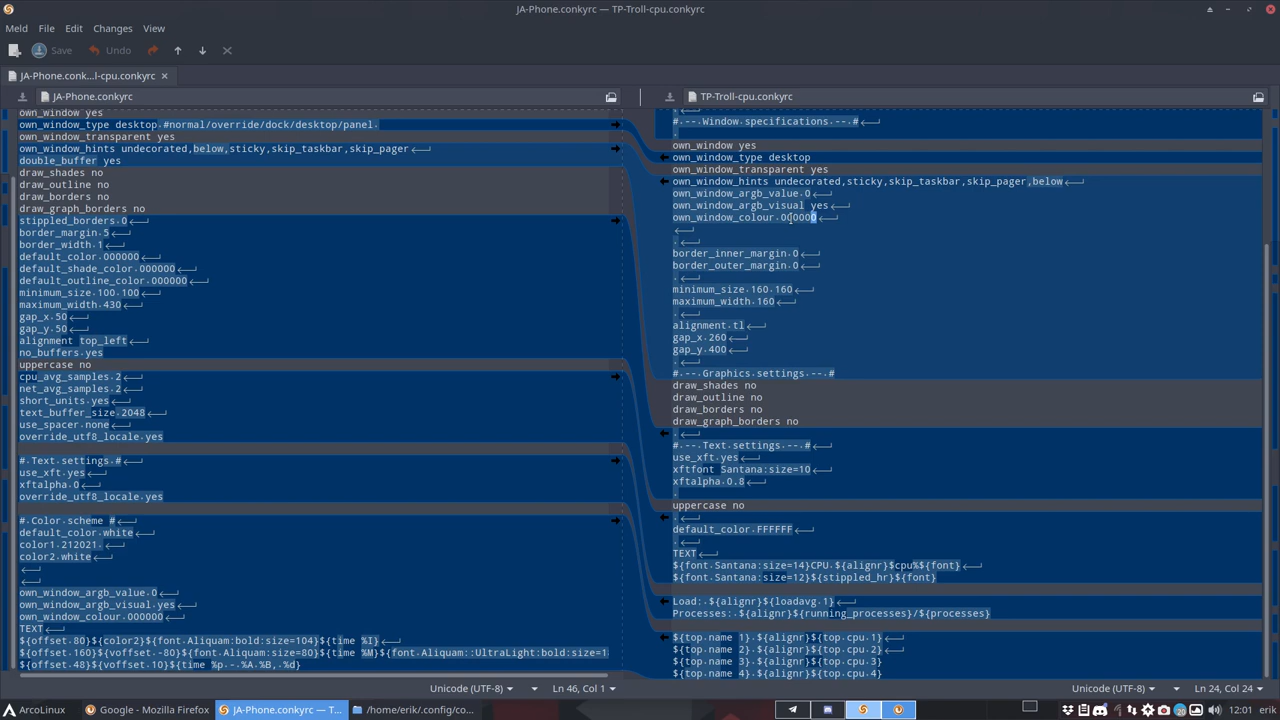 JA-Phone.conkyrc — TP-Troll-cpu.conkyrc
Meld File Edit Changes View
Save Undo
JA-Phone.conk...l-cpu.conkyrc
JA-Phone.conkyrc
own_window yes
own_window_type desktop #normal/override/dock/desktop/panel
own_window_transparent yes
own_window_hints undecorated,below,sticky,skip_taskbar,skip_pager
double_buffer yes
draw_shades no
draw_outline no
draw_borders no
draw_graph_borders no
stippled_borders 0
border_margin 5
border_width 1
default_color 000000
default_shade_color 000000
default_outline_color 000000
minimum_size 100 100
maximum_width 430
gap_x 50
gap_y 50
alignment top_left
no_buffers yes
uppercase no
cpu_avg_samples 2
net_avg_samples 2
short_units yes
text_buffer_size 2048
use_spacer none
override_utf8_locale yes
# Text settings #
use_xft yes
xftalpha 0
override_utf8_locale yes
# Color scheme #
default_color white
color1 212021
color2 white
own_window_argb_value 0
own_window_argb_visual yes
own_window_colour 000000
TEXT
${offset 80}${color2}${font Aliquam:bold:size=104}${time %I}
${offset 160}${voffset -80}${font Aliquam:size=80}${time %M}${font Aliquam::UltraLight:bold:size=1
${offset 48}${voffset 10}${time %p - %A %B, %d}
TP-Troll-cpu.conkyrc
# -- Window specifications -- #
own_window yes
own_window_type desktop
own_window_transparent yes
own_window_hints undecorated,sticky,skip_taskbar,skip_pager,below
own_window_argb_value 0
own_window_argb_visual yes
own_window_colour 000000
border_inner_margin 0
border_outer_margin 0
minimum_size 160 160
maximum_width 160
alignment tl
gap_x 260
gap_y 400
# -- Graphics settings -- #
draw_shades no
draw_outline no
draw_borders no
draw_graph_borders no
# -- Text settings -- #
use_xft yes
xftfont Santana:size=10
xftalpha 0.8
uppercase no
default_color FFFFFF
TEXT
${font Santana:size=14}CPU ${alignr}$cpu%${font}
${font Santana:size=12}${stippled_hr}${font}
Load: ${alignr}${loadavg 1}
Processes: ${alignr}${running_processes}/${processes}
${top name 1} ${alignr}${top cpu 1}
${top name 2} ${alignr}${top cpu 2}
${top name 3} ${alignr}${top cpu 3}
${top name 4} ${alignr}${top cpu 4}
Unicode (UTF-8) Ln 46, Col 1
Unicode (UTF-8) Ln 24, Col 24
ArcoLinux Google - Mozilla Firefox JA-Phone.conkyrc — T... /home/erik/.config/co... 20 12:01 erik